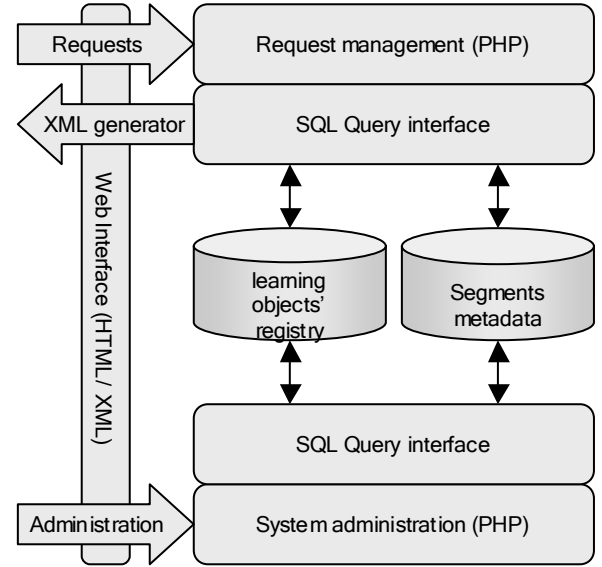 Requests
Request management (PHP)
XML generator
SQL Query interface
Web Interface (HTML / XML)
learning
objects'
registry
Segments
metadata
SQL Query interface
Administration
System administration (PHP)